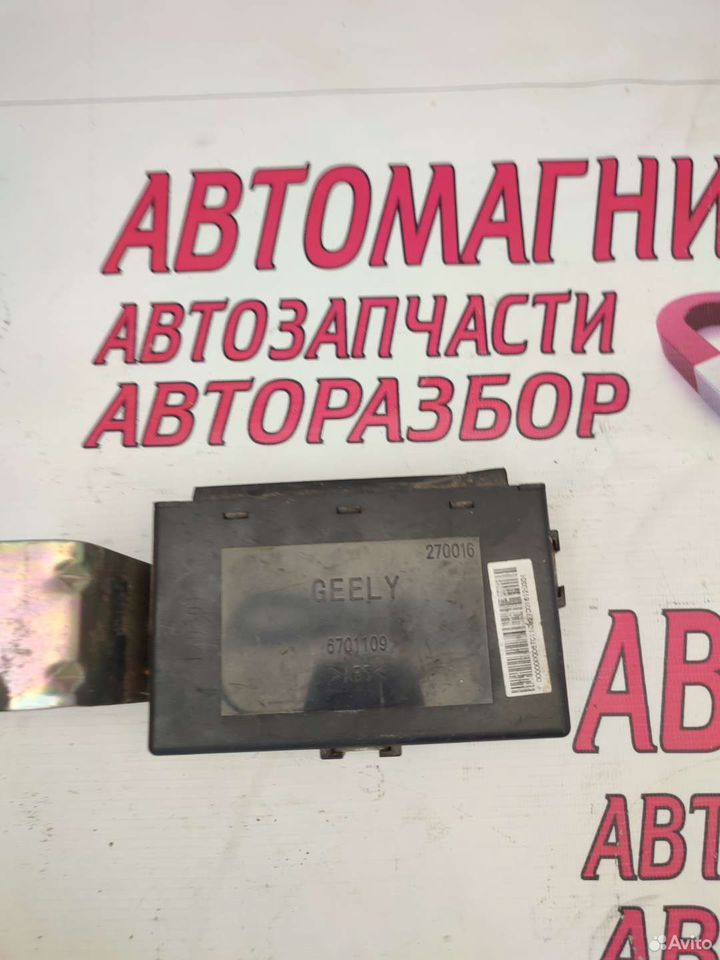 АВТОМАГНИ
АВТОЗАПЧАСТИ
АВТОРАЗБОР
270016
GEELY
6701109
>ABS<
АВ
АВТ
АВ
Avito